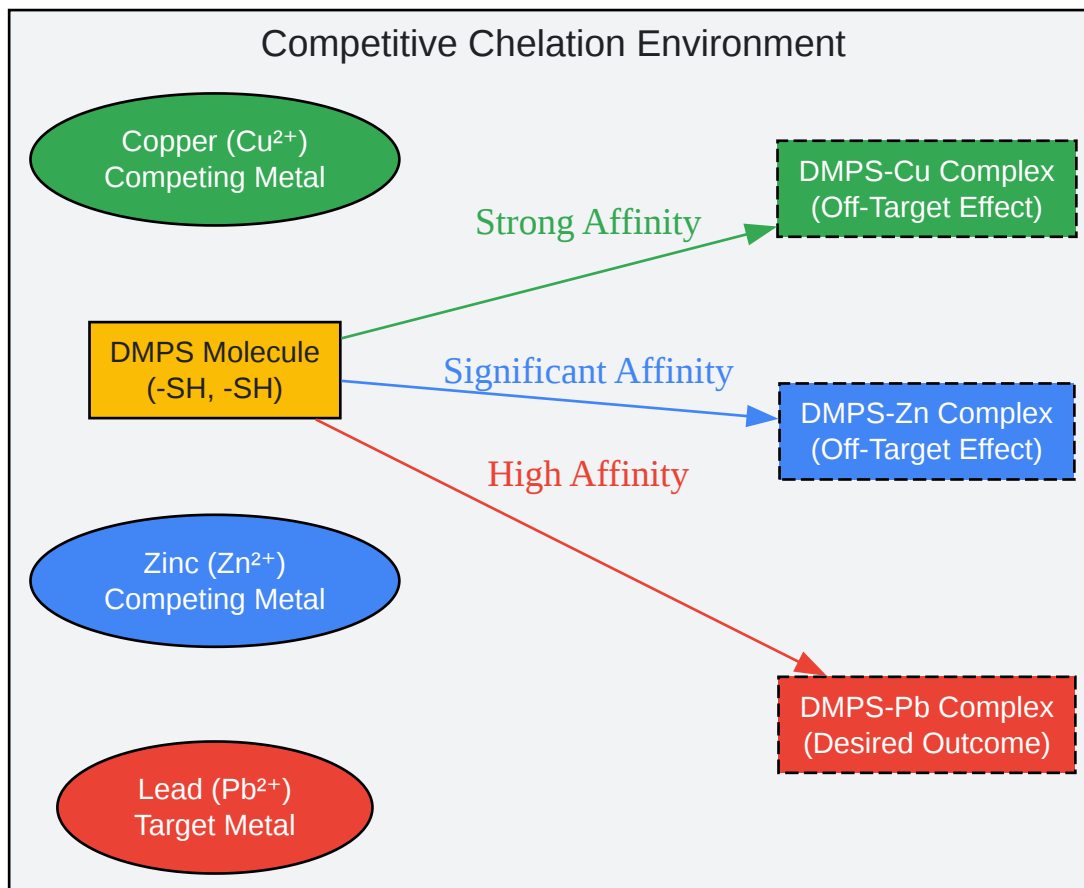 Competitive Chelation Environment
Copper (Cu²⁺)
Competing Metal
DMPS-Cu Complex
(Off-Target Effect)
Strong Affinity
DMPS Molecule
(-SH, -SH)
Significant Affinity
DMPS-Zn Complex
(Off-Target Effect)
High Affinity
Zinc (Zn²⁺)
Competing Metal
DMPS-Pb Complex
(Desired Outcome)
Lead (Pb²⁺)
Target Metal